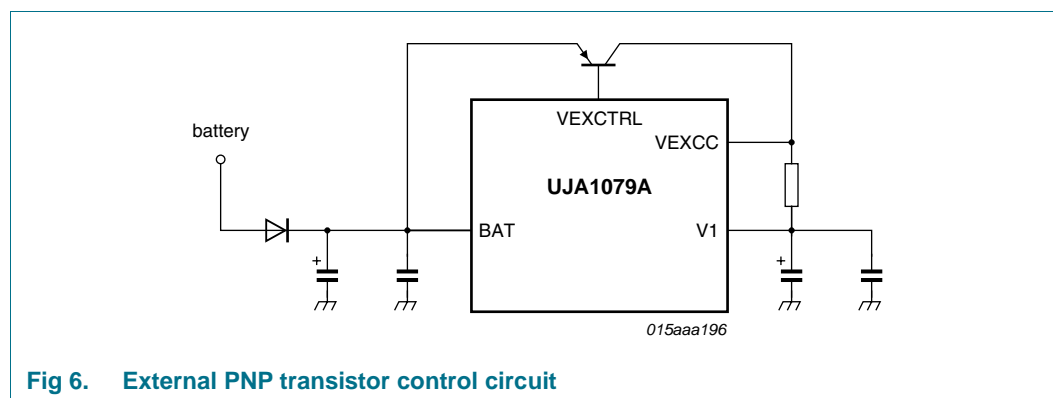 battery
VEXCTRL
VEXCC
UJA1079A
BAT
V1
+
+
015aaa196
Fig 6. External PNP transistor control circuit